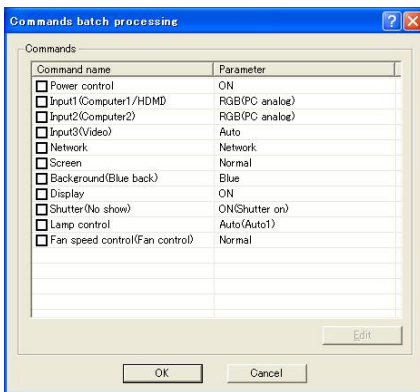 Commands batch processing
Commands
Command name Parameter
Power control ON
Input1(Computer1/HDMI) RGB(PC analog)
Input2(Computer2) RGB(PC analog)
Input3(Video) Auto
Network Network
Screen Normal
Background(Blue back) Blue
Display ON
Shutter(No show) ON(Shutter on)
Lamp control Auto(Auto1)
Fan speed control(Fan control) Normal
Edit
OK Cancel